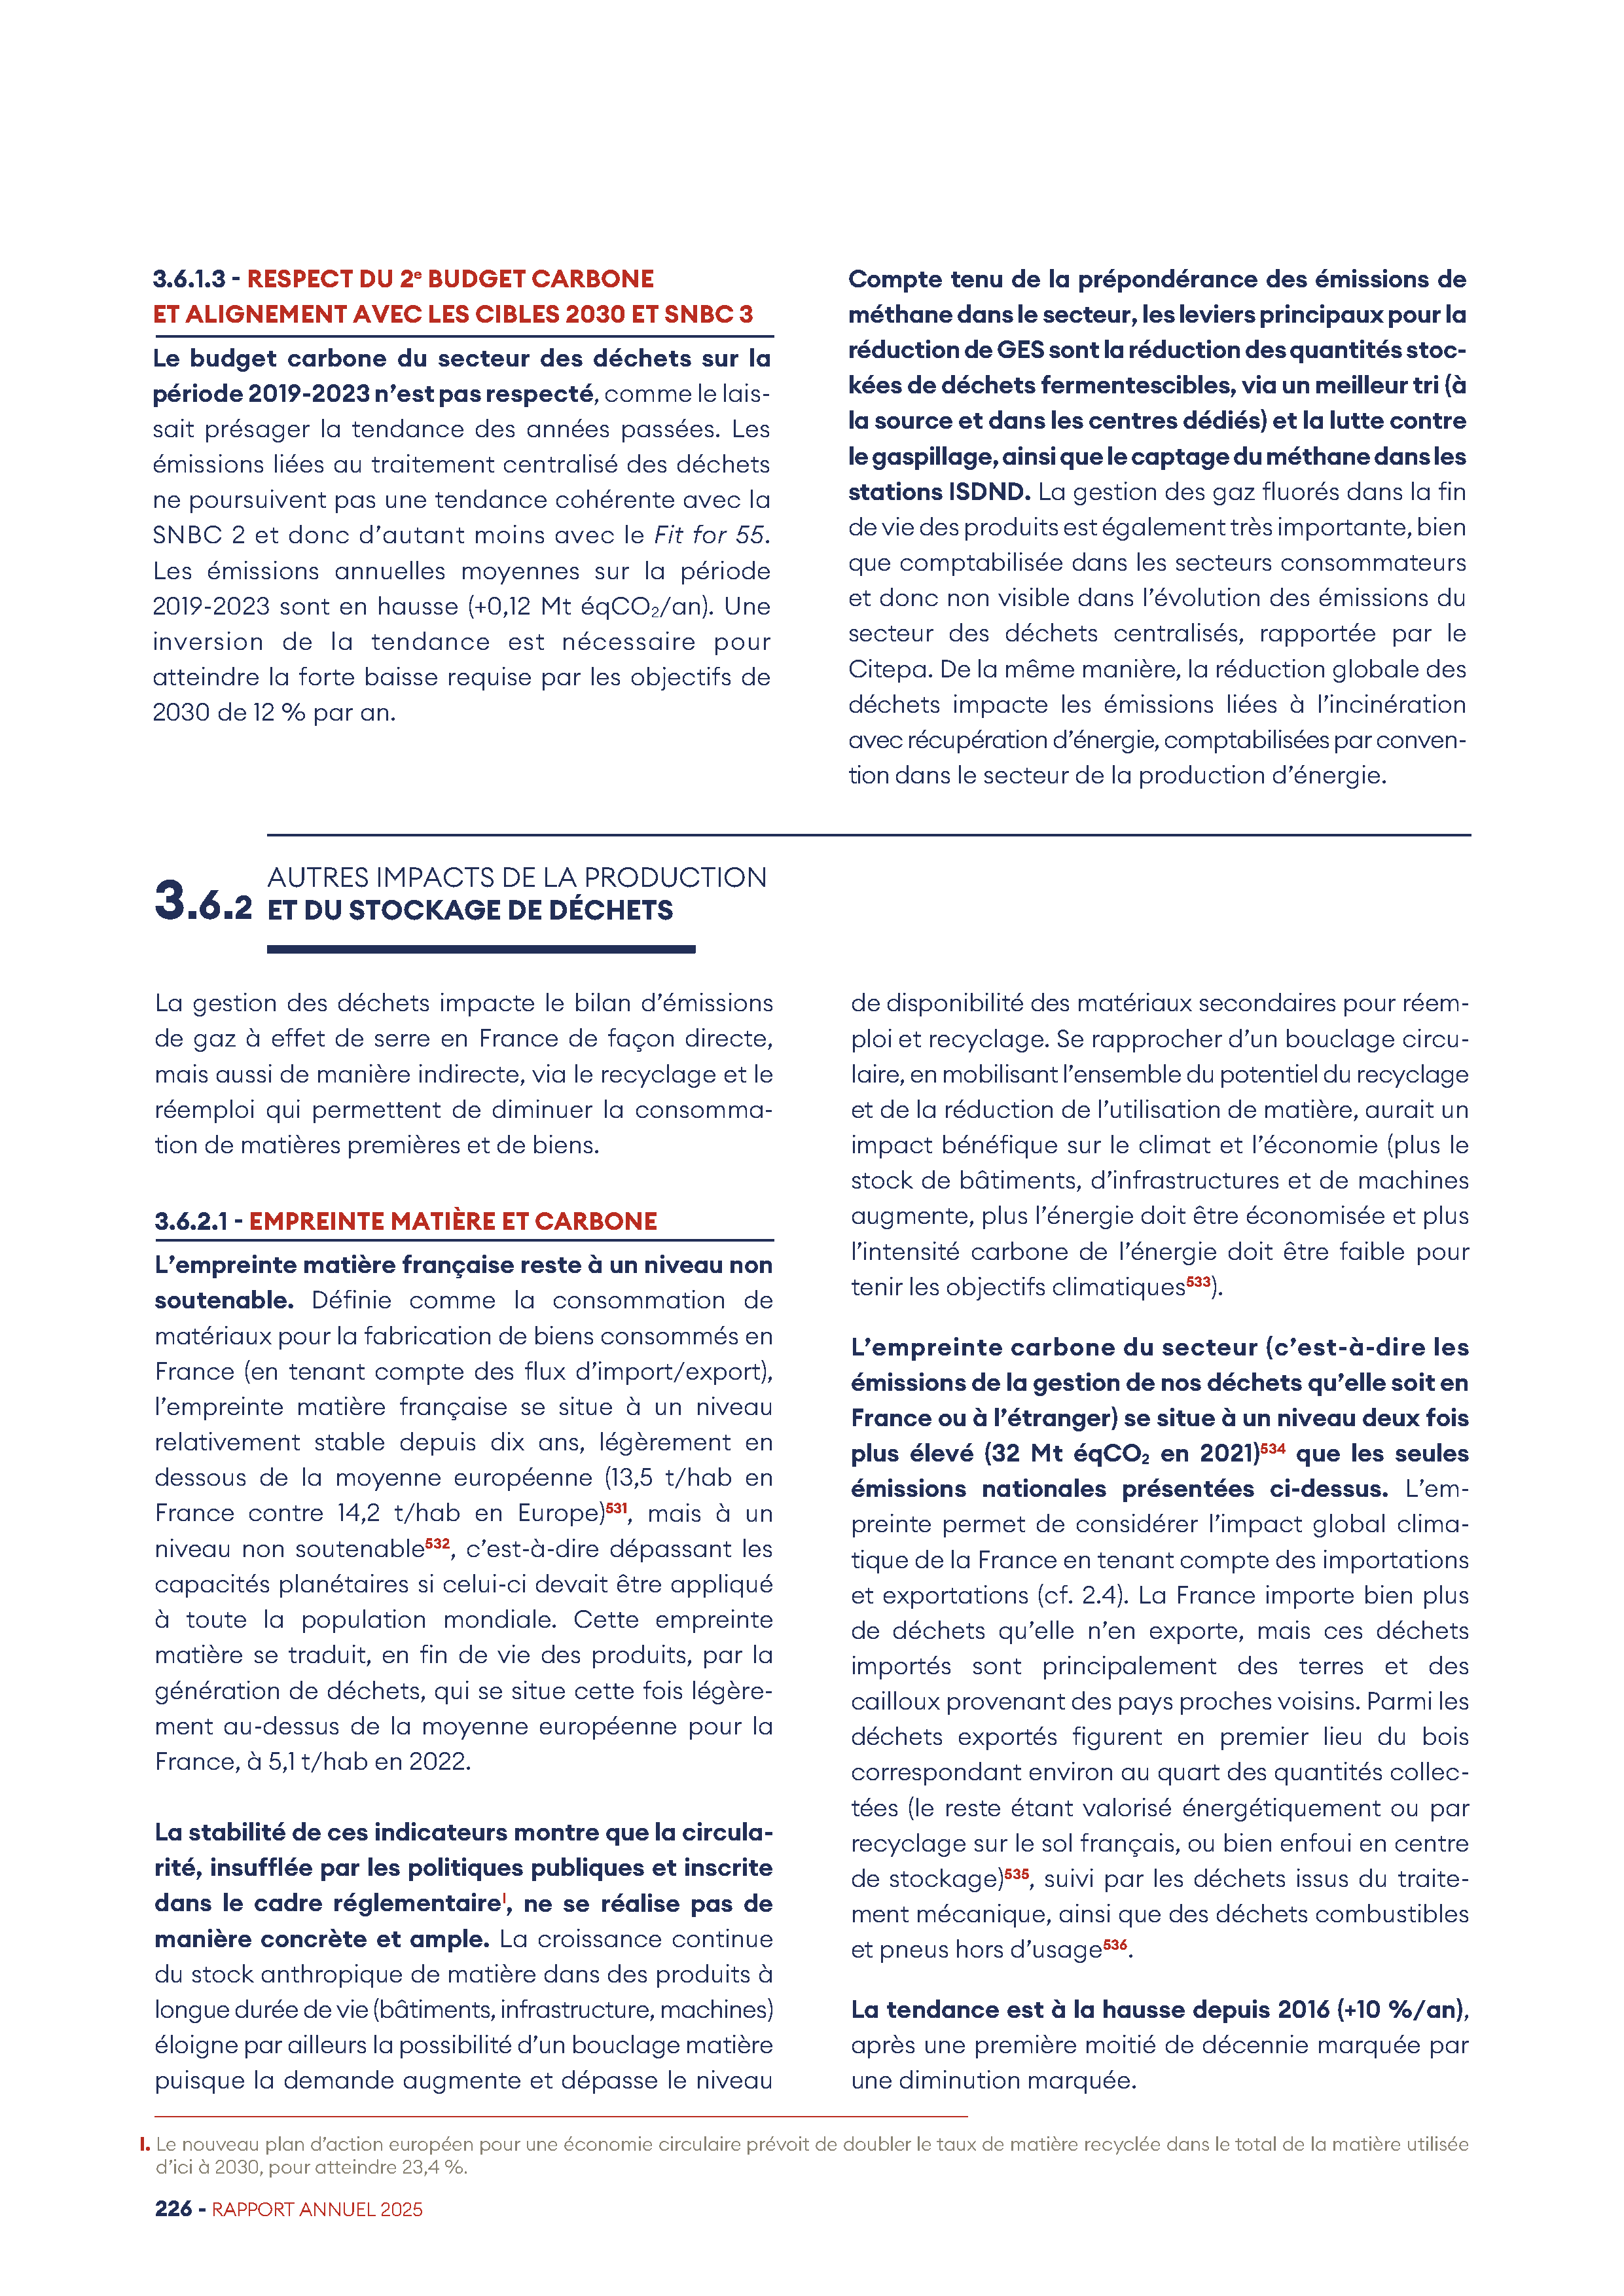 3.6.1.3 - RESPECT DU 2e BUDGET CARBONE
ET ALIGNEMENT AVEC LES CIBLES 2030 ET SNBC 3
Le budget carbone du secteur des déchets sur la
période 2019-2023 n’est pas respecté, comme le lais-
sait présager la tendance des années passées. Les
émissions liées au traitement centralisé des déchets
ne poursuivent pas une tendance cohérente avec la
SNBC 2 et donc d’autant moins avec le Fit for 55.
Les émissions annuelles moyennes sur la période
2019-2023 sont en hausse (+0,12 Mt éqCO₂/an). Une
inversion de la tendance est nécessaire pour
atteindre la forte baisse requise par les objectifs de
2030 de 12 % par an.
Compte tenu de la prépondérance des émissions de
méthane dans le secteur, les leviers principaux pour la
réduction de GES sont la réduction des quantités stoc-
kées de déchets fermentescibles, via un meilleur tri (à
la source et dans les centres dédiés) et la lutte contre
le gaspillage, ainsi que le captage du méthane dans les
stations ISDND. La gestion des gaz fluorés dans la fin
de vie des produits est également très importante, bien
que comptabilisée dans les secteurs consommateurs
et donc non visible dans l’évolution des émissions du
secteur des déchets centralisés, rapportée par le
Citepa. De la même manière, la réduction globale des
déchets impacte les émissions liées à l’incinération
avec récupération d’énergie, comptabilisées par conven-
tion dans le secteur de la production d’énergie.
3.6.2 AUTRES IMPACTS DE LA PRODUCTION
ET DU STOCKAGE DE DÉCHETS
La gestion des déchets impacte le bilan d’émissions
de gaz à effet de serre en France de façon directe,
mais aussi de manière indirecte, via le recyclage et le
réemploi qui permettent de diminuer la consomma-
tion de matières premières et de biens.
3.6.2.1 - EMPREINTE MATIÈRE ET CARBONE
L’empreinte matière française reste à un niveau non
soutenable. Définie comme la consommation de
matériaux pour la fabrication de biens consommés en
France (en tenant compte des flux d’import/export),
l’empreinte matière française se situe à un niveau
relativement stable depuis dix ans, légèrement en
dessous de la moyenne européenne (13,5 t/hab en
France contre 14,2 t/hab en Europe)531, mais à un
niveau non soutenable532, c’est-à-dire dépassant les
capacités planétaires si celui-ci devait être appliqué
à toute la population mondiale. Cette empreinte
matière se traduit, en fin de vie des produits, par la
génération de déchets, qui se situe cette fois légère-
ment au-dessus de la moyenne européenne pour la
France, à 5,1 t/hab en 2022.
La stabilité de ces indicateurs montre que la circula-
rité, insufflée par les politiques publiques et inscrite
dans le cadre réglementaireI, ne se réalise pas de
manière concrète et ample. La croissance continue
du stock anthropique de matière dans des produits à
longue durée de vie (bâtiments, infrastructure, machines)
éloigne par ailleurs la possibilité d’un bouclage matière
puisque la demande augmente et dépasse le niveau
de disponibilité des matériaux secondaires pour réem-
ploi et recyclage. Se rapprocher d’un bouclage circu-
laire, en mobilisant l’ensemble du potentiel du recyclage
et de la réduction de l’utilisation de matière, aurait un
impact bénéfique sur le climat et l’économie (plus le
stock de bâtiments, d’infrastructures et de machines
augmente, plus l’énergie doit être économisée et plus
l’intensité carbone de l’énergie doit être faible pour
tenir les objectifs climatiques533).
L’empreinte carbone du secteur (c’est-à-dire les
émissions de la gestion de nos déchets qu’elle soit en
France ou à l’étranger) se situe à un niveau deux fois
plus élevé (32 Mt éqCO₂ en 2021)534 que les seules
émissions nationales présentées ci-dessus. L’em-
preinte permet de considérer l’impact global clima-
tique de la France en tenant compte des importations
et exportations (cf. 2.4). La France importe bien plus
de déchets qu’elle n’en exporte, mais ces déchets
importés sont principalement des terres et des
cailloux provenant des pays proches voisins. Parmi les
déchets exportés figurent en premier lieu du bois
correspondant environ au quart des quantités collec-
tées (le reste étant valorisé énergétiquement ou par
recyclage sur le sol français, ou bien enfoui en centre
de stockage)535, suivi par les déchets issus du traite-
ment mécanique, ainsi que des déchets combustibles
et pneus hors d’usage536.
La tendance est à la hausse depuis 2016 (+10 %/an),
après une première moitié de décennie marquée par
une diminution marquée.
I. Le nouveau plan d’action européen pour une économie circulaire prévoit de doubler le taux de matière recyclée dans le total de la matière utilisée
d’ici à 2030, pour atteindre 23,4 %.
226 - RAPPORT ANNUEL 2025